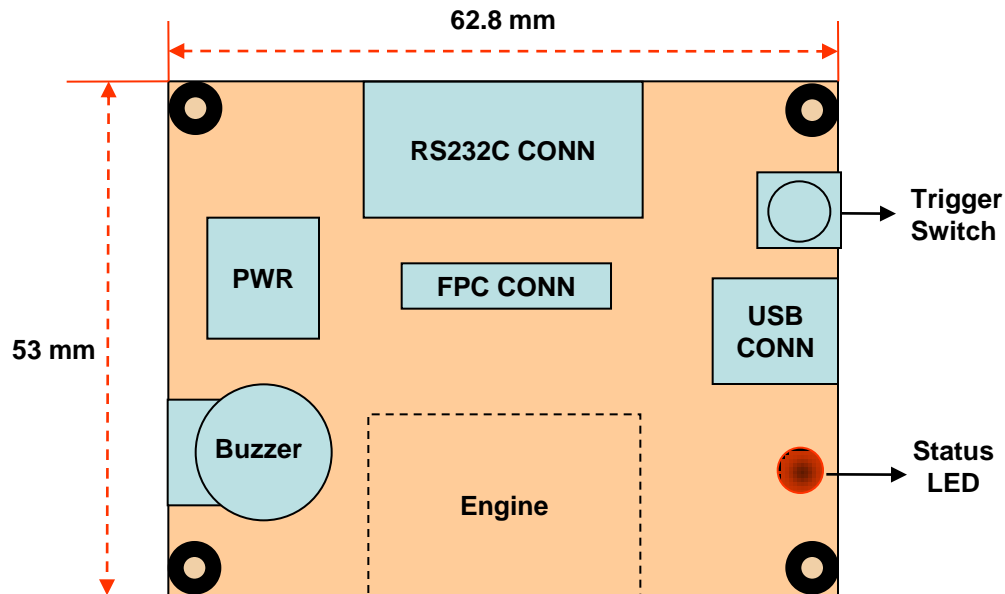 62.8 mm
RS232C CONN
Trigger
Switch
PWR
FPC CONN
USB
CONN
53 mm
Buzzer
Status
LED
Engine